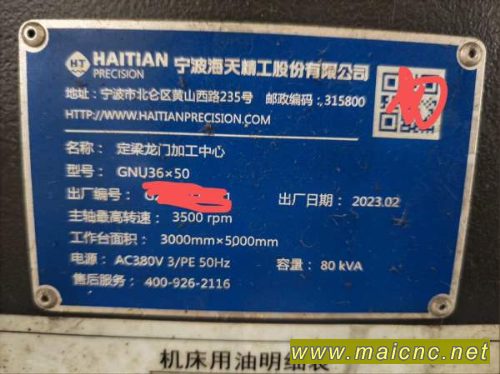 HT HAITIAN PRECISION 宁波海天精工股份有限公司
地址:宁波市北仑区黄山西路235号 邮政编码:315800
HTTP://WWW.HAITIANPRECISION.COM
名称:定梁龙门加工中心
型号:GNU36×50
出厂编号: 出厂日期:2023.02
主轴最高转速:3500 rpm
工作台面积:3000mm×5000mm
电源:AC380V 3/PE 50Hz 容量:80 kVA
售后服务:400-926-2116
www.maicnc.net
机床用油明细表